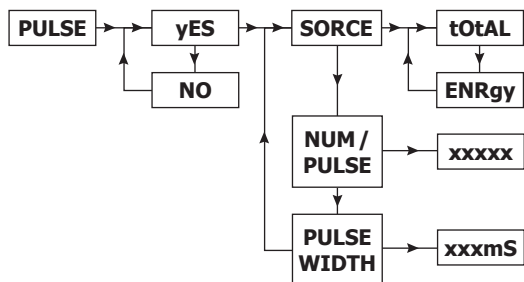 PULSE
yES
SORCE
tOtAL
NO
ENRgy
NUM /
PULSE
xxxxx
PULSE
WIDTH
xxxmS